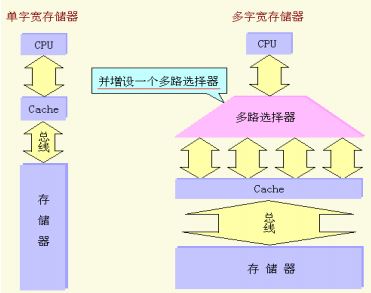 单字宽存储器
多字宽存储器
CPU
CPU
并增设一个多路选择器
Cache
多路选择器
总线
Cache
存储器
总线
存储器